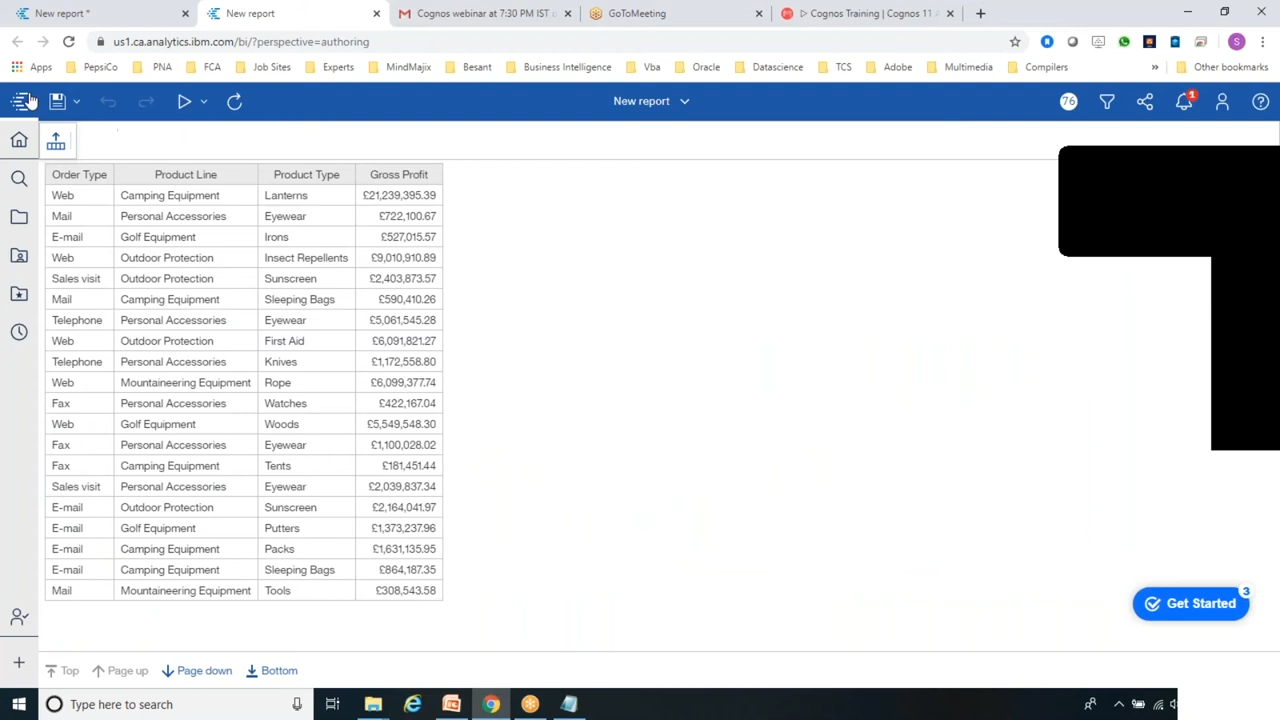 New report *
New report
Cognos webinar at 7:30 PM IST o
GoToMeeting
Cognos Training | Cognos 11 A
us1.ca.analytics.ibm.com/bi/?perspective=authoring
S
Apps
PepsiCo
PNA
FCA
Job Sites
Experts
MindMajix
Besant
Business Intelligence
Vba
Oracle
Datascience
TCS
Adobe
Multimedia
Compilers
»
Other bookmarks
New report
76
1
Order Type Product Line Product Type Gross Profit
Web Camping Equipment Lanterns £21,239,395.39
Mail Personal Accessories Eyewear £722,100.67
E-mail Golf Equipment Irons £527,015.57
Web Outdoor Protection Insect Repellents £9,010,910.89
Sales visit Outdoor Protection Sunscreen £2,403,873.57
Mail Camping Equipment Sleeping Bags £590,410.26
Telephone Personal Accessories Eyewear £5,061,545.28
Web Outdoor Protection First Aid £6,091,821.27
Telephone Personal Accessories Knives £1,172,558.80
Web Mountaineering Equipment Rope £6,099,377.74
Fax Personal Accessories Watches £422,167.04
Web Golf Equipment Woods £5,549,548.30
Fax Personal Accessories Eyewear £1,100,028.02
Fax Camping Equipment Tents £181,451.44
Sales visit Personal Accessories Eyewear £2,039,837.34
E-mail Outdoor Protection Sunscreen £2,164,041.97
E-mail Golf Equipment Putters £1,373,237.96
E-mail Camping Equipment Packs £1,631,135.95
E-mail Camping Equipment Sleeping Bags £864,187.35
Mail Mountaineering Equipment Tools £308,543.58
Get Started
3
Top
Page up
Page down
Bottom
Type here to search